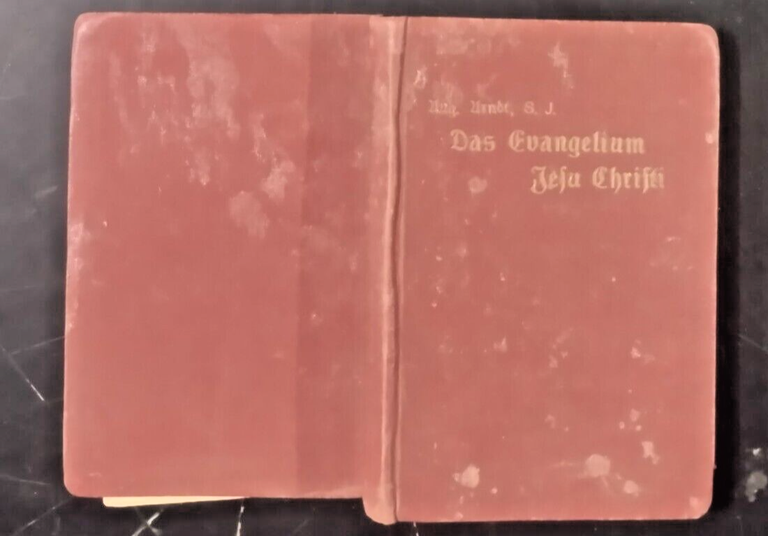 Aug. Arndt, S. J.
Das Evangelium
Jesu Christi